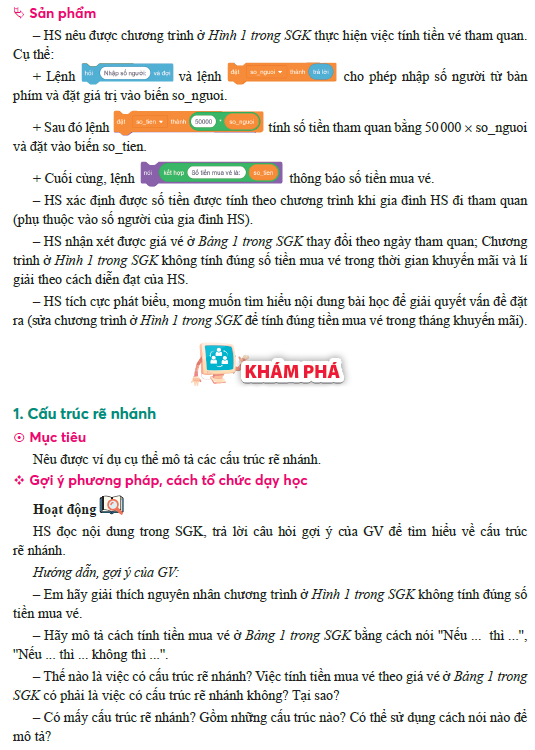 Sản phẩm
– HS nêu được chương trình ở Hình 1 trong SGK thực hiện việc tính tiền vé tham quan.
Cụ thể:
+ Lệnh hỏi Nhập số người: và đợi và lệnh đặt so_nguoi thành trả lời cho phép nhập số người từ bàn
phím và đặt giá trị vào biến so_nguoi.
+ Sau đó lệnh đặt so_tien thành 50000 * so_nguoi tính số tiền tham quan bằng 50 000 × so_nguoi
và đặt vào biến so_tien.
+ Cuối cùng, lệnh nói kết hợp Số tiền mua vé là: so_tien thông báo số tiền mua vé.
– HS xác định được số tiền được tính theo chương trình khi gia đình HS đi tham quan
(phụ thuộc vào số người của gia đình HS).
– HS nhận xét được giá vé ở Bảng 1 trong SGK thay đổi theo ngày tham quan; Chương
trình ở Hình 1 trong SGK không tính đúng số tiền mua vé trong thời gian khuyến mãi và lí
giải theo cách diễn đạt của HS.
– HS tích cực phát biểu, mong muốn tìm hiểu nội dung bài học để giải quyết vấn đề đặt
ra (sửa chương trình ở Hình 1 trong SGK để tính đúng tiền mua vé trong tháng khuyến mãi).
KHÁM PHÁ
1. Cấu trúc rẽ nhánh
Mục tiêu
Nêu được ví dụ cụ thể mô tả các cấu trúc rẽ nhánh.
Gợi ý phương pháp, cách tổ chức dạy học
Hoạt động
HS đọc nội dung trong SGK, trả lời câu hỏi gợi ý của GV để tìm hiểu về cấu trúc
rẽ nhánh.
Hướng dẫn, gợi ý của GV:
– Em hãy giải thích nguyên nhân chương trình ở Hình 1 trong SGK không tính đúng số
tiền mua vé.
– Hãy mô tả cách tính tiền mua vé ở Bảng 1 trong SGK bằng cách nói "Nếu ... thì ...",
"Nếu ... thì ... không thì ...".
– Thế nào là việc có cấu trúc rẽ nhánh? Việc tính tiền mua vé theo giá vé ở Bảng 1 trong
SGK có phải là việc có cấu trúc rẽ nhánh không? Tại sao?
– Có mấy cấu trúc rẽ nhánh? Gồm những cấu trúc nào? Có thể sử dụng cách nói nào để
mô tả?